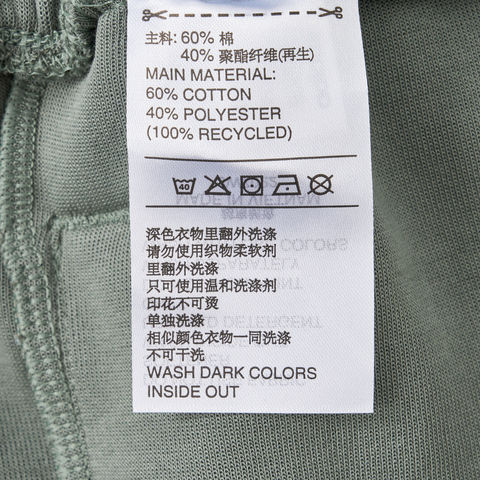 主料: 60% 棉
40% 聚酯纤维(再生)
MAIN MATERIAL:
60% COTTON
40% POLYESTER
(100% RECYCLED)
40
深色衣物里翻外洗涤
请勿使用织物柔软剂
里翻外洗涤
只可使用温和洗涤剂
印花不可烫
单独洗涤
相似颜色衣物一同洗涤
不可干洗
WASH DARK COLORS
INSIDE OUT